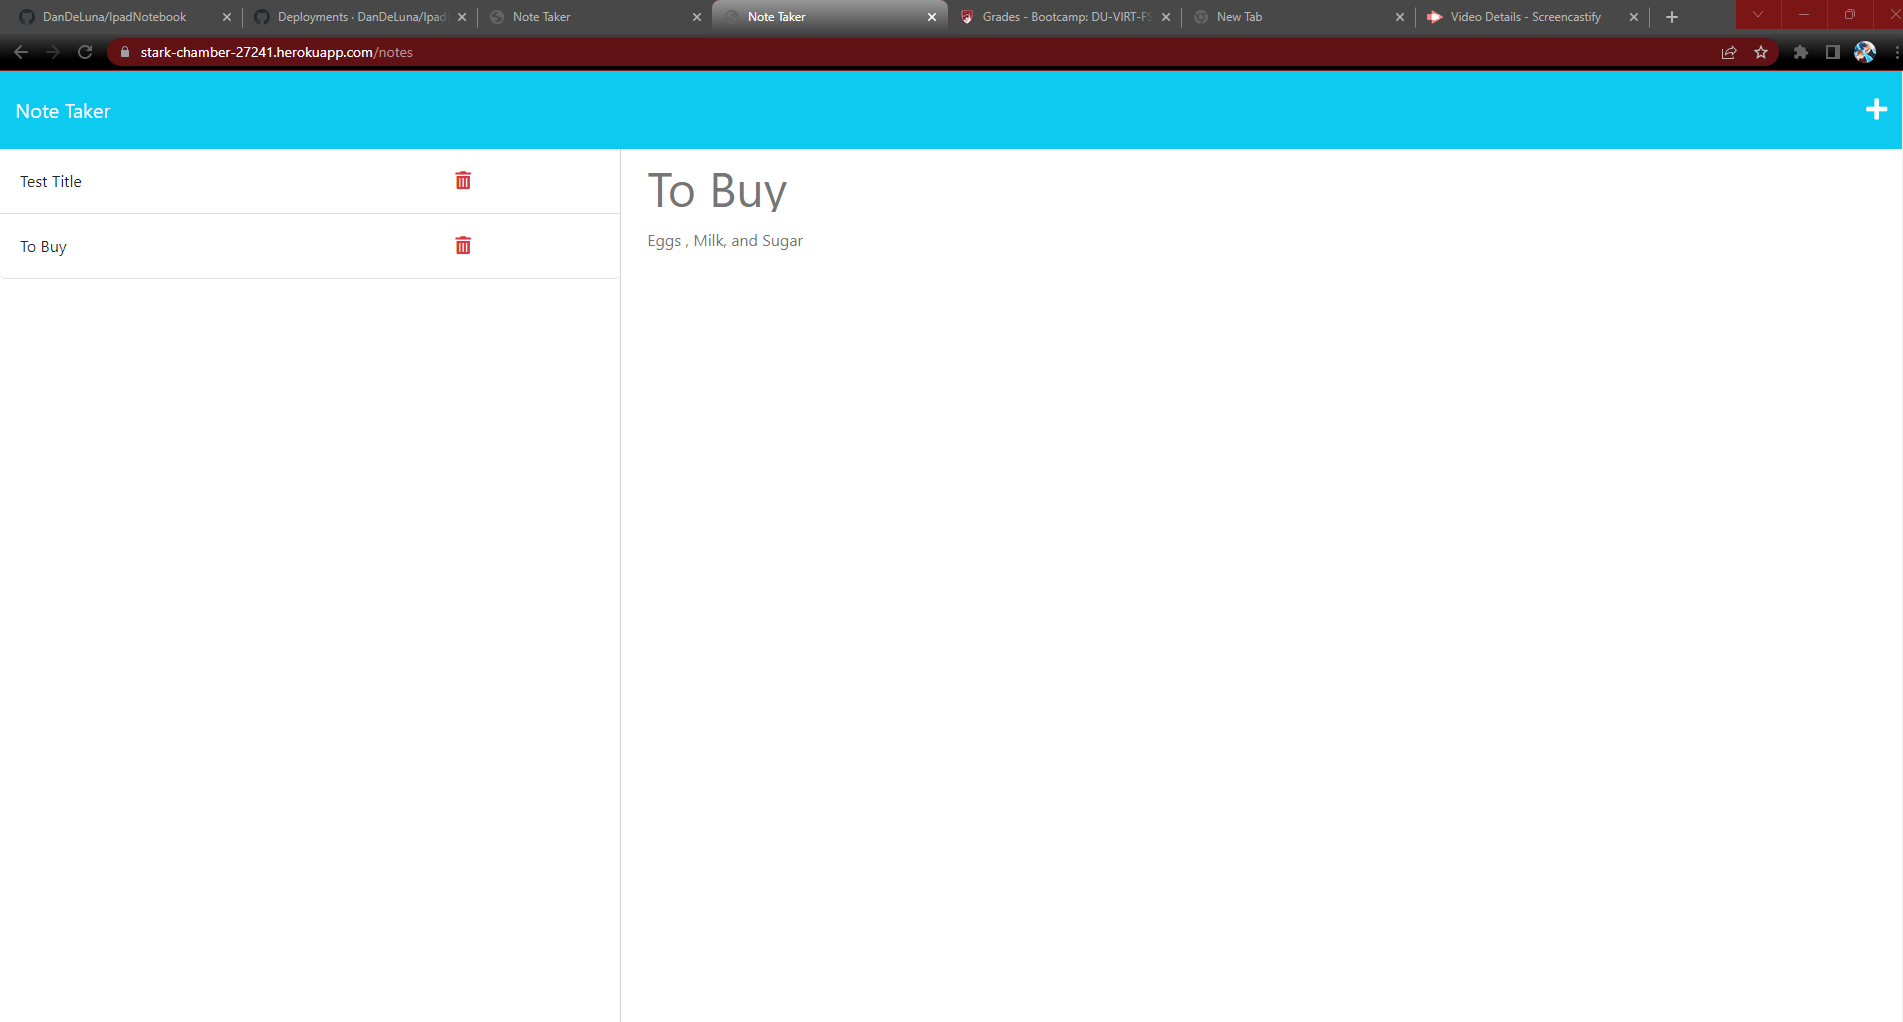 DanDeLuna/IpadNotebook
Deployments · DanDeLuna/Ipad
Note Taker
Note Taker
Grades - Bootcamp: DU-VIRT-FS
New Tab
Video Details - Screencastify
stark-chamber-27241.herokuapp.com/notes
Note Taker
Test Title
To Buy
To Buy
Eggs , Milk, and Sugar